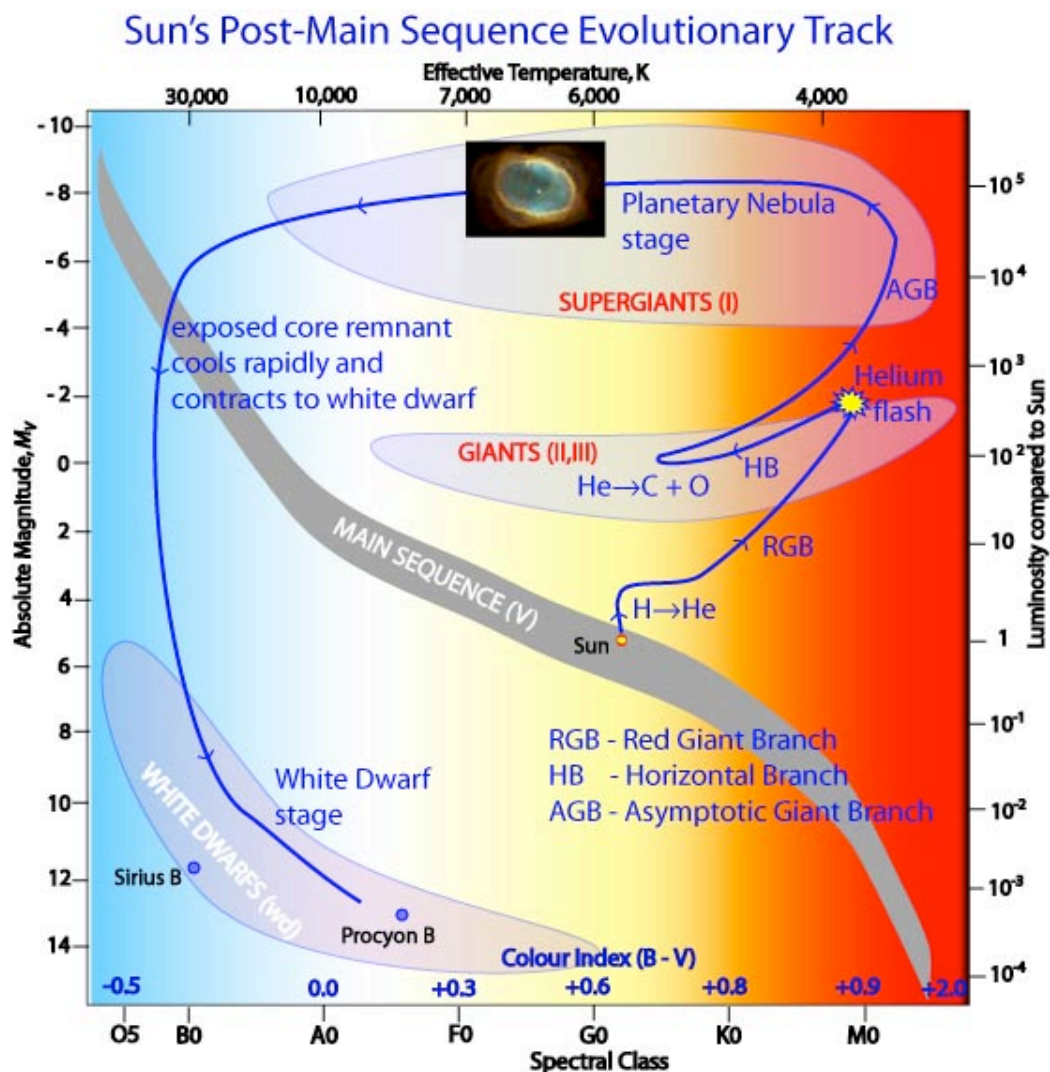 Sun's Post-Main Sequence Evolutionary Track
Effective Temperature, K
30,000 10,000 7,000 6,000 4,000
Absolute Magnitude, Mv
- 10
- 8
- 6
- 4
- 2
0
2
4
6
8
10
12
14
Luminosity compared to Sun
10⁵
10⁴
10³
10²
10
1
10⁻¹
10⁻²
10⁻³
10⁻⁴
Planetary Nebula
stage
AGB
SUPERGIANTS (I)
exposed core remnant
cools rapidly and
contracts to white dwarf
Helium
flash
GIANTS (II,III)
HB
He→C + O
MAIN SEQUENCE (V)
RGB
H→He
Sun
RGB - Red Giant Branch
HB - Horizontal Branch
AGB - Asymptotic Giant Branch
White Dwarf
stage
WHITE DWARFS (wd)
Sirius B
Procyon B
Colour Index (B - V)
-0.5 0.0 +0.3 +0.6 +0.8 +0.9 +2.0
O5 B0 A0 F0 G0 K0 M0
Spectral Class